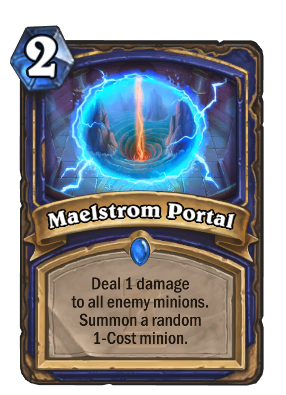 2
Maelstrom Portal
Deal 1 damage
to all enemy minions.
Summon a random
1-Cost minion.